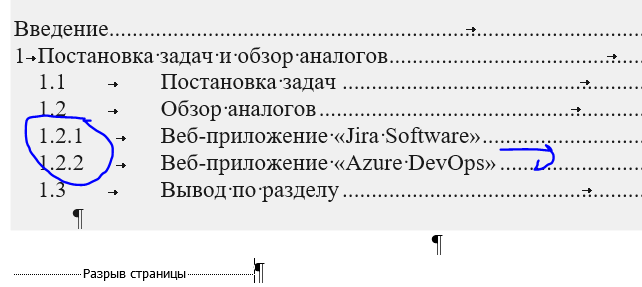 Введение...............................................................
1 Постановка задач и обзор аналогов......................................
1.1 Постановка задач ....................................................
1.2 Обзор аналогов......................................................
1.2.1 Веб-приложение «Jira Software»..............................
1.2.2 Веб-приложение «Azure DevOps»..............................
1.3 Вывод по разделу ..................................................
¶
¶
Разрыв страницы ¶